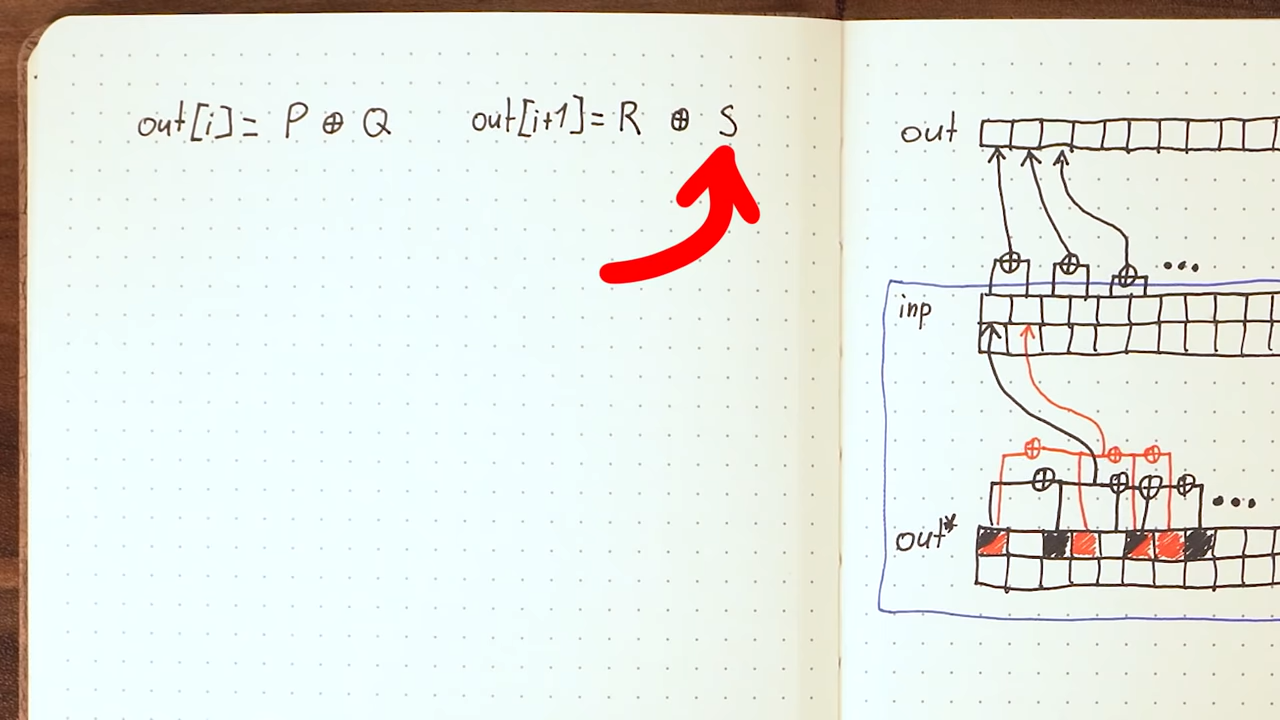 out[i]= P ⊕ Q
out[i+1]= R ⊕ S
out
...
inp
...
out*